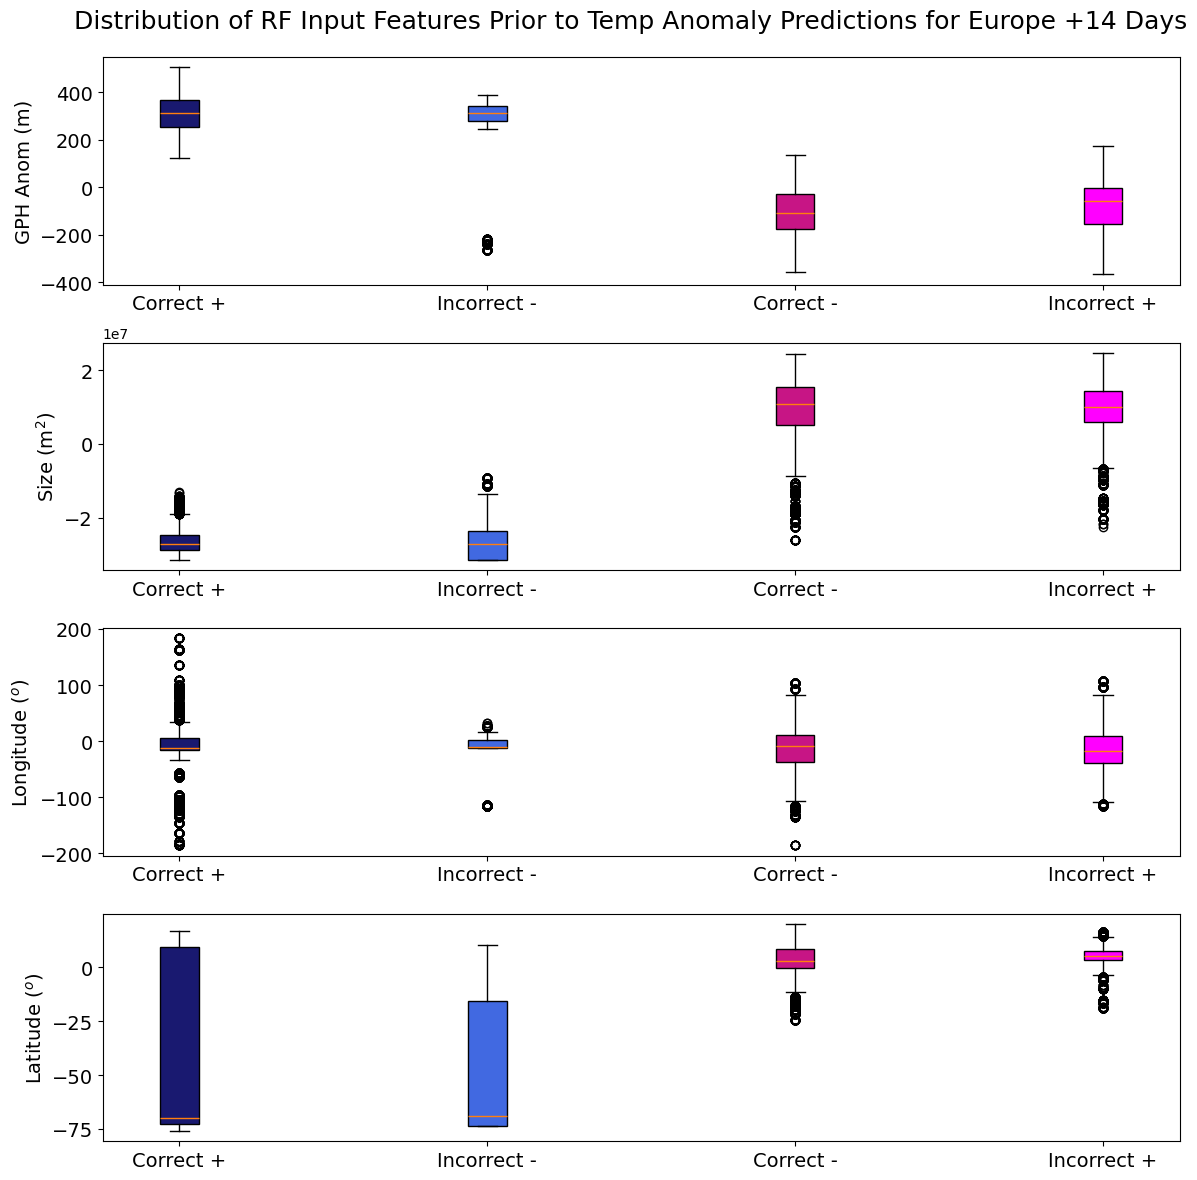 Distribution of RF Input Features Prior to Temp Anomaly Predictions for Europe +14 Days
GPH Anom (m)
400
200
0
−200
−400
Correct +
Incorrect -
Correct -
Incorrect +
1e7
Size (m²)
2
0
−2
Correct +
Incorrect -
Correct -
Incorrect +
Longitude (°)
200
100
0
−100
−200
Correct +
Incorrect -
Correct -
Incorrect +
Latitude (°)
0
−25
−50
−75
Correct +
Incorrect -
Correct -
Incorrect +